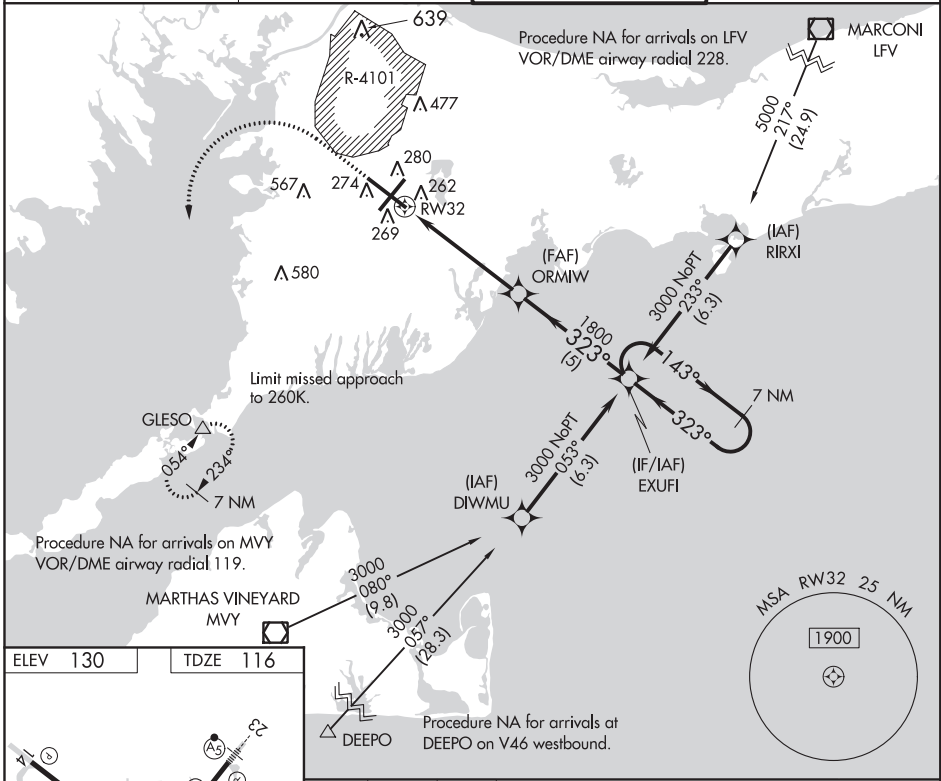 639
Procedure NA for arrivals on LFV
VOR/DME airway radial 228.
MARCONI
LFV
R-4101
477
5000
217°
(24.9)
280
567
274
262
RW32
269
(IAF)
RIRXI
580
(FAF)
ORMIW
3000 NoPT
233°
(6.3)
1800
323°
(5)
143°
7 NM
323°
Limit missed approach
to 260K.
GLESO
054°
234°
7 NM
3000 NoPT
053°
(6.3)
(IF/IAF)
EXUFI
(IAF)
DIWMU
Procedure NA for arrivals on MVY
VOR/DME airway radial 119.
3000
080°
(9.8)
MARTHAS VINEYARD
MVY
3000
057°
(28.3)
MSA RW32 25 NM
1900
ELEV 130
TDZE 116
DEEPO
Procedure NA for arrivals at
DEEPO on V46 westbound.
14
P
A5
23